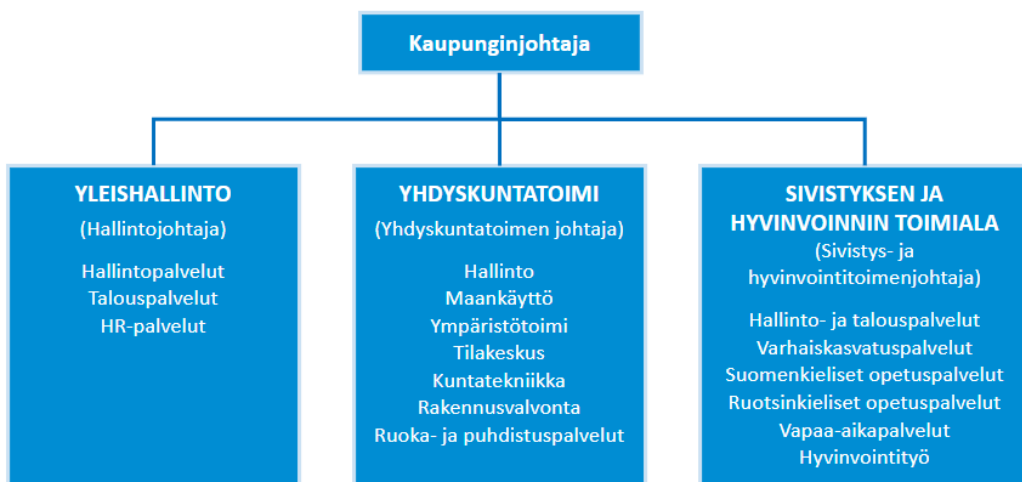 Kaupunginjohtaja
YLEISHALLINTO
(Hallintojohtaja)
Hallintopalvelut
Talouspalvelut
HR-palvelut
YHDYSKUNTATOIMI
(Yhdyskuntatoimen johtaja)
Hallinto
Maankäyttö
Ympäristötoimi
Tilakeskus
Kuntatekniikka
Rakennusvalvonta
Ruoka- ja puhdistuspalvelut
SIVISTYKSEN JA
HYVINVOINNIN TOIMIALA
(Sivistys- ja
hyvinvointitoimenjohtaja)
Hallinto- ja talouspalvelut
Varhaiskasvatuspalvelut
Suomenkieliset opetuspalvelut
Ruotsinkieliset opetuspalvelut
Vapaa-aikapalvelut
Hyvinvointityö